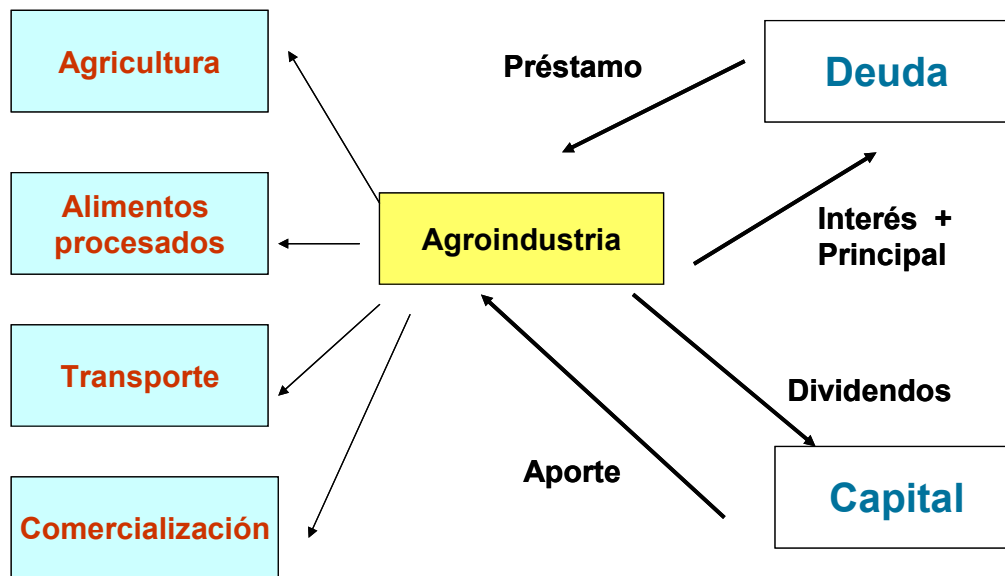 Agricultura
Préstamo
Deuda
Alimentos
procesados
Agroindustria
Interés +
Principal
Transporte
Dividendos
Aporte
Capital
Comercialización